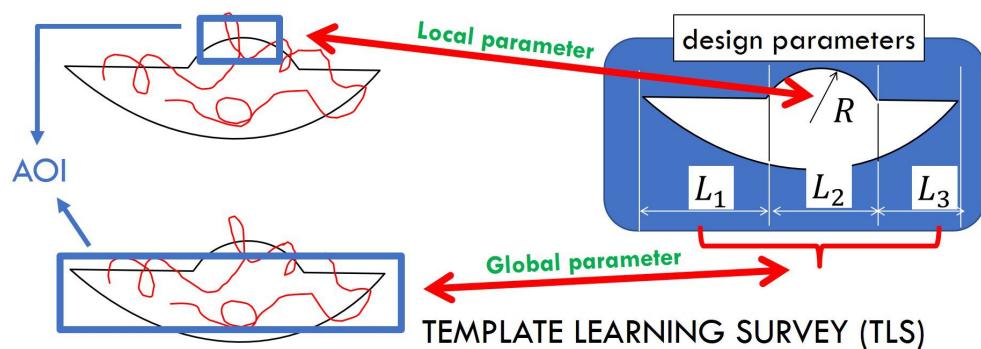 Local parameter
design parameters
R
AOI
L₁ L₂ L₃
Global parameter
TEMPLATE LEARNING SURVEY (TLS)